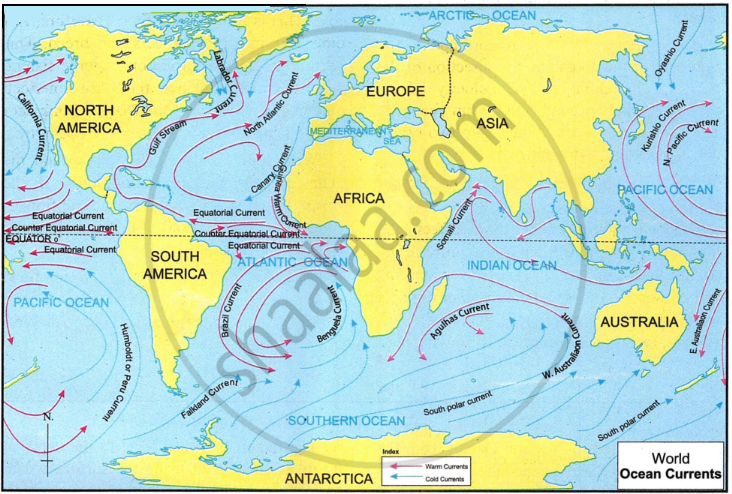 ARCTIC OCEAN
Labrador Current
North Atlantic Current
Oyashio Current
EUROPE
ASIA
NORTH
AMERICA
California Current
Gulf Stream
MEDITERRANEAN
SEA
Kurishio Current
N. Pacific Current
Canary Current
Guinea Warm Current
PACIFIC OCEAN
AFRICA
Equatorial Current
Counter Equatorial Current
EQUATOR 0
Equatorial Current
Equatorial Current
Counter Equatorial Current
Equatorial Current
Somali Current
SOUTH
AMERICA
ATLANTIC OCEAN
INDIAN OCEAN
PACIFIC OCEAN
Humboldt or Peru Current
Brazil Current
Benguela Current
Agulhas Current
W. Australiaon Current
AUSTRALIA
E. Australiaon Current
Falkland Current
South polar current
South polar current
SOUTHERN OCEAN
N.
ANTARCTICA
Index
Warm Currents
Cold Currents
World
Ocean Currents
shaalaa.com